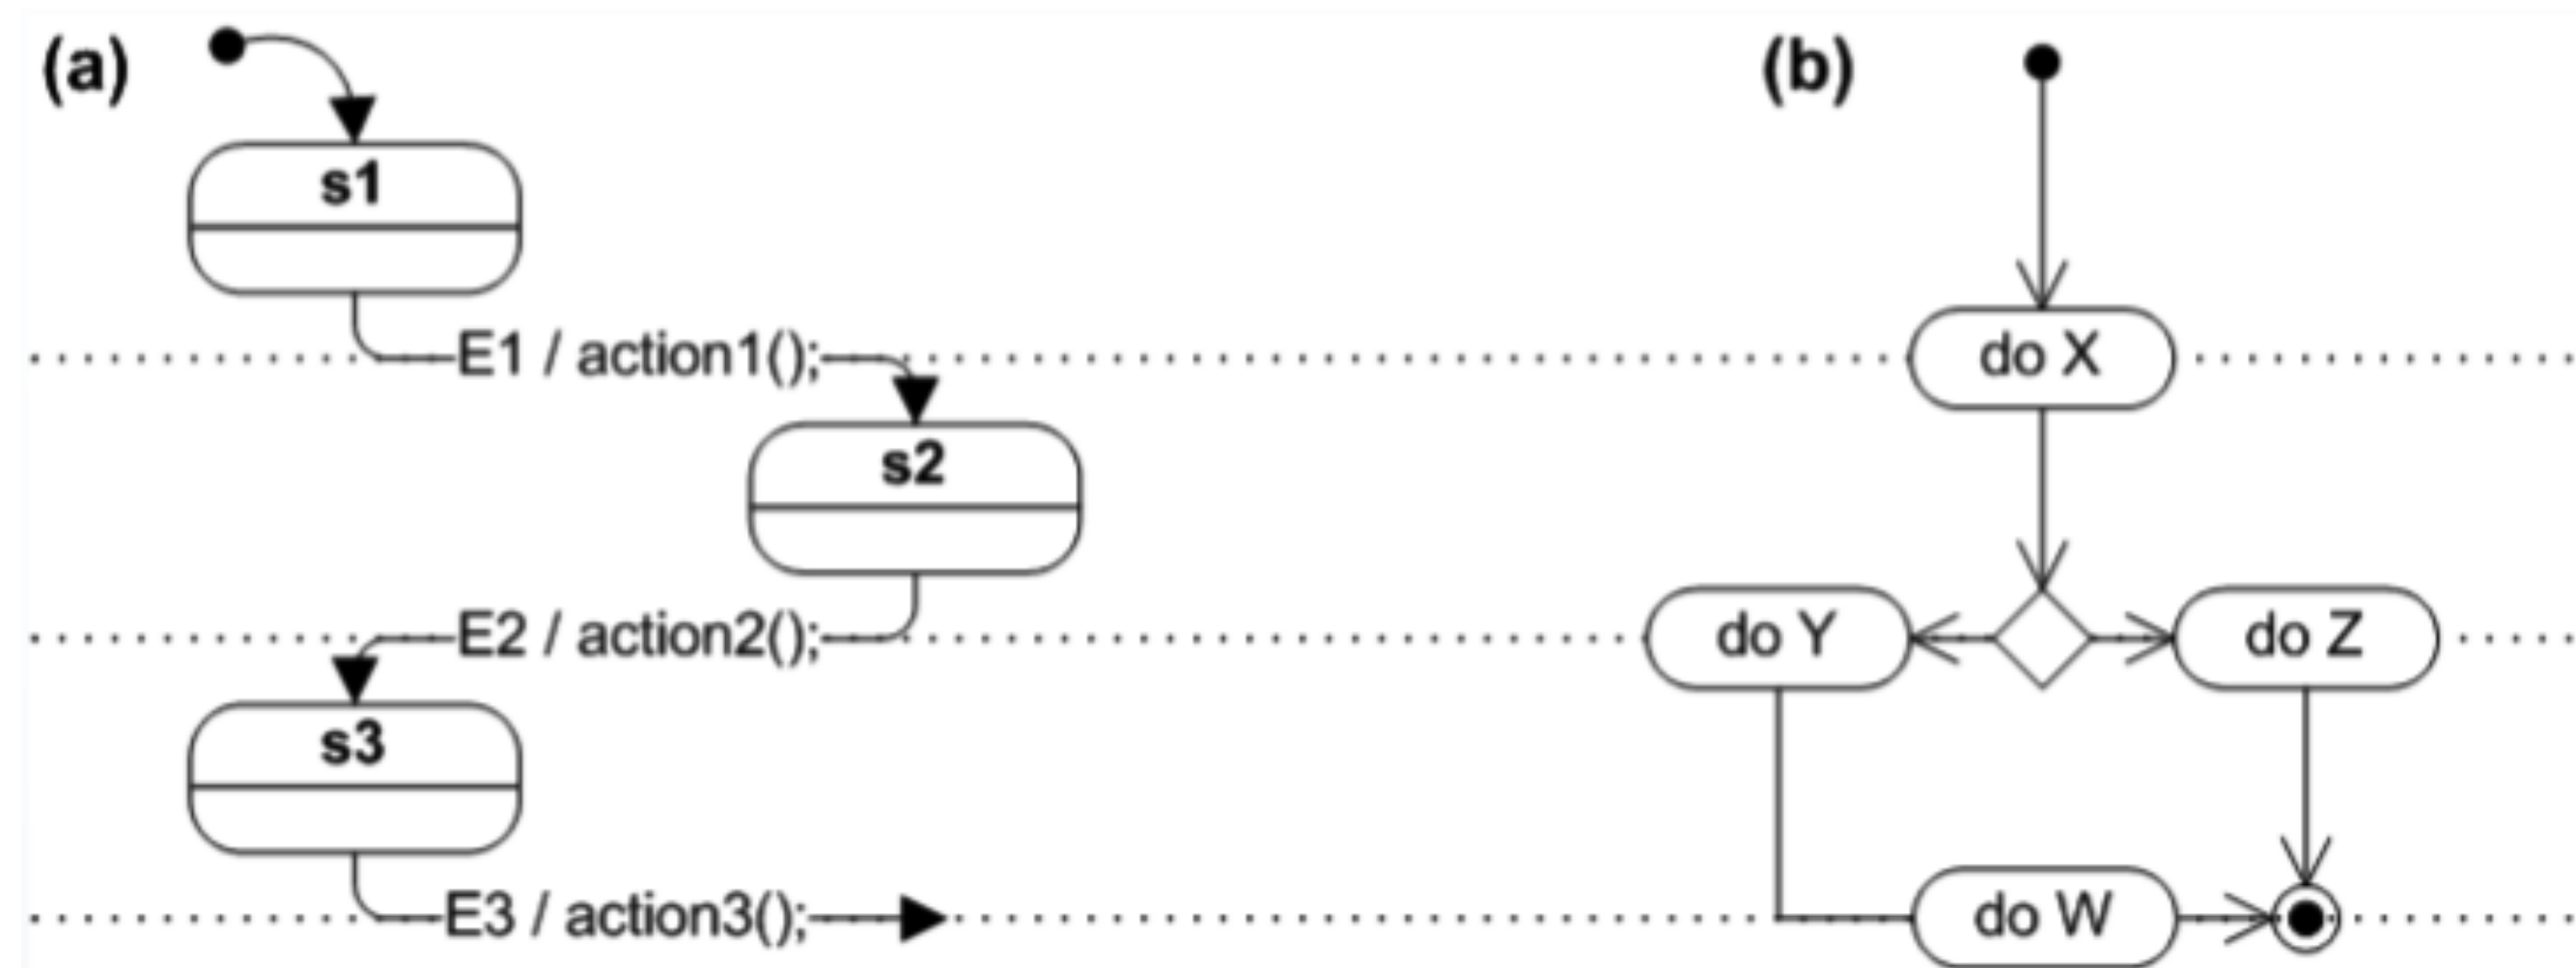 (a)
(b)
s1
E1 / action1();
do X
s2
E2 / action2();
do Y
do Z
s3
E3 / action3();
do W